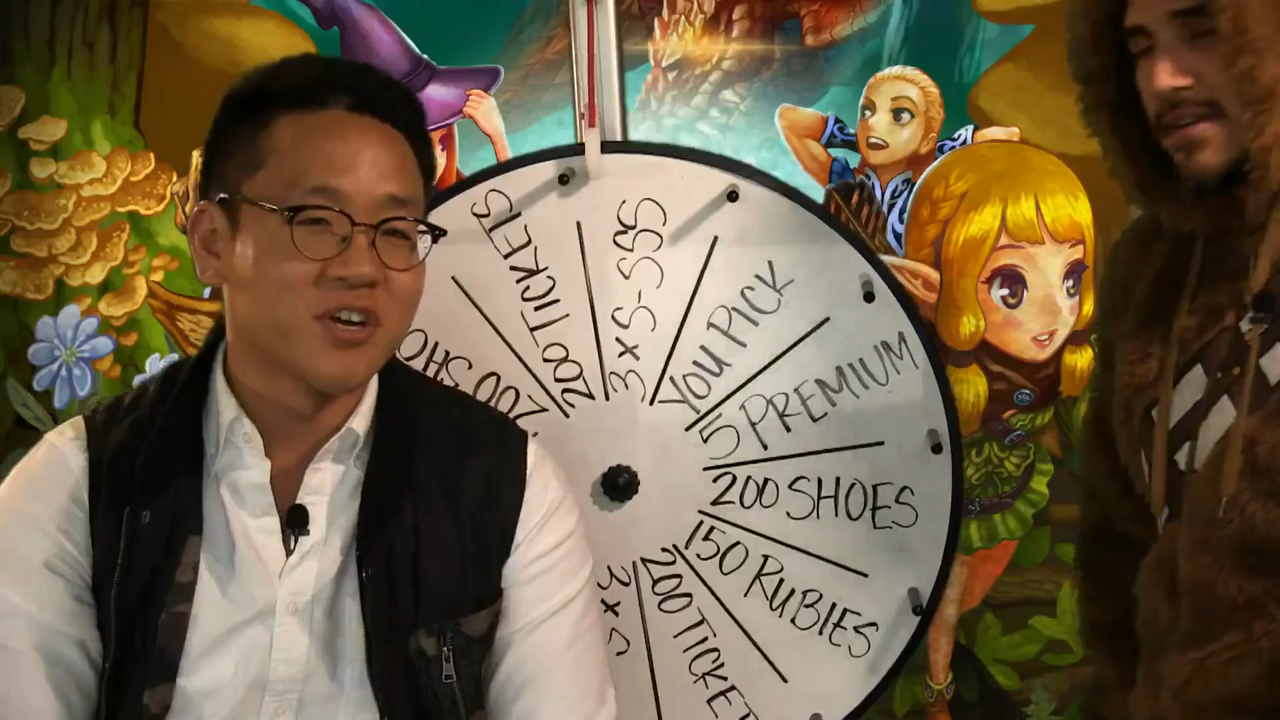 200 SHO
200 TICKETS
3 x S-SSS
YOU PICK
5 PREMIUM
200 SHOES
150 RUBIES
200 TICKET
3 x